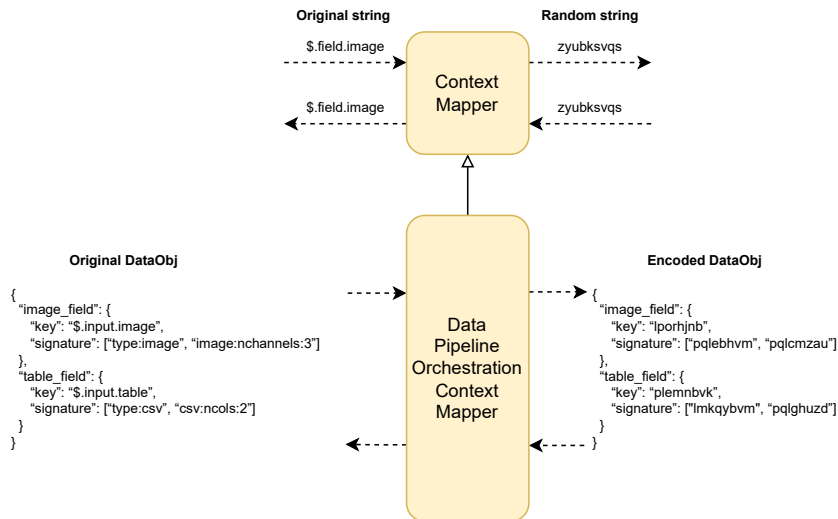 Original string
Random string
$.field.image
zyubksvqs
Context
Mapper
$.field.image
zyubksvqs
Original DataObj
{
“image_field”: {
“key”: “$.input.image”,
“signature”: [“type:image”, “image:nchannels:3”]
},
“table_field”: {
“key”: “$.input.table”,
“signature”: [“type:csv”, “csv:ncols:2”]
}
}
Data
Pipeline
Orchestration
Context
Mapper
Encoded DataObj
{
“image_field”: {
“key”: “lporhjnb”,
“signature”: [“pqlebhvm”, “pqlcmzau”]
},
“table_field”: {
“key”: “plemnbvk”,
“signature”: ["lmkqybvm", “pqlghuzd”]
}
}